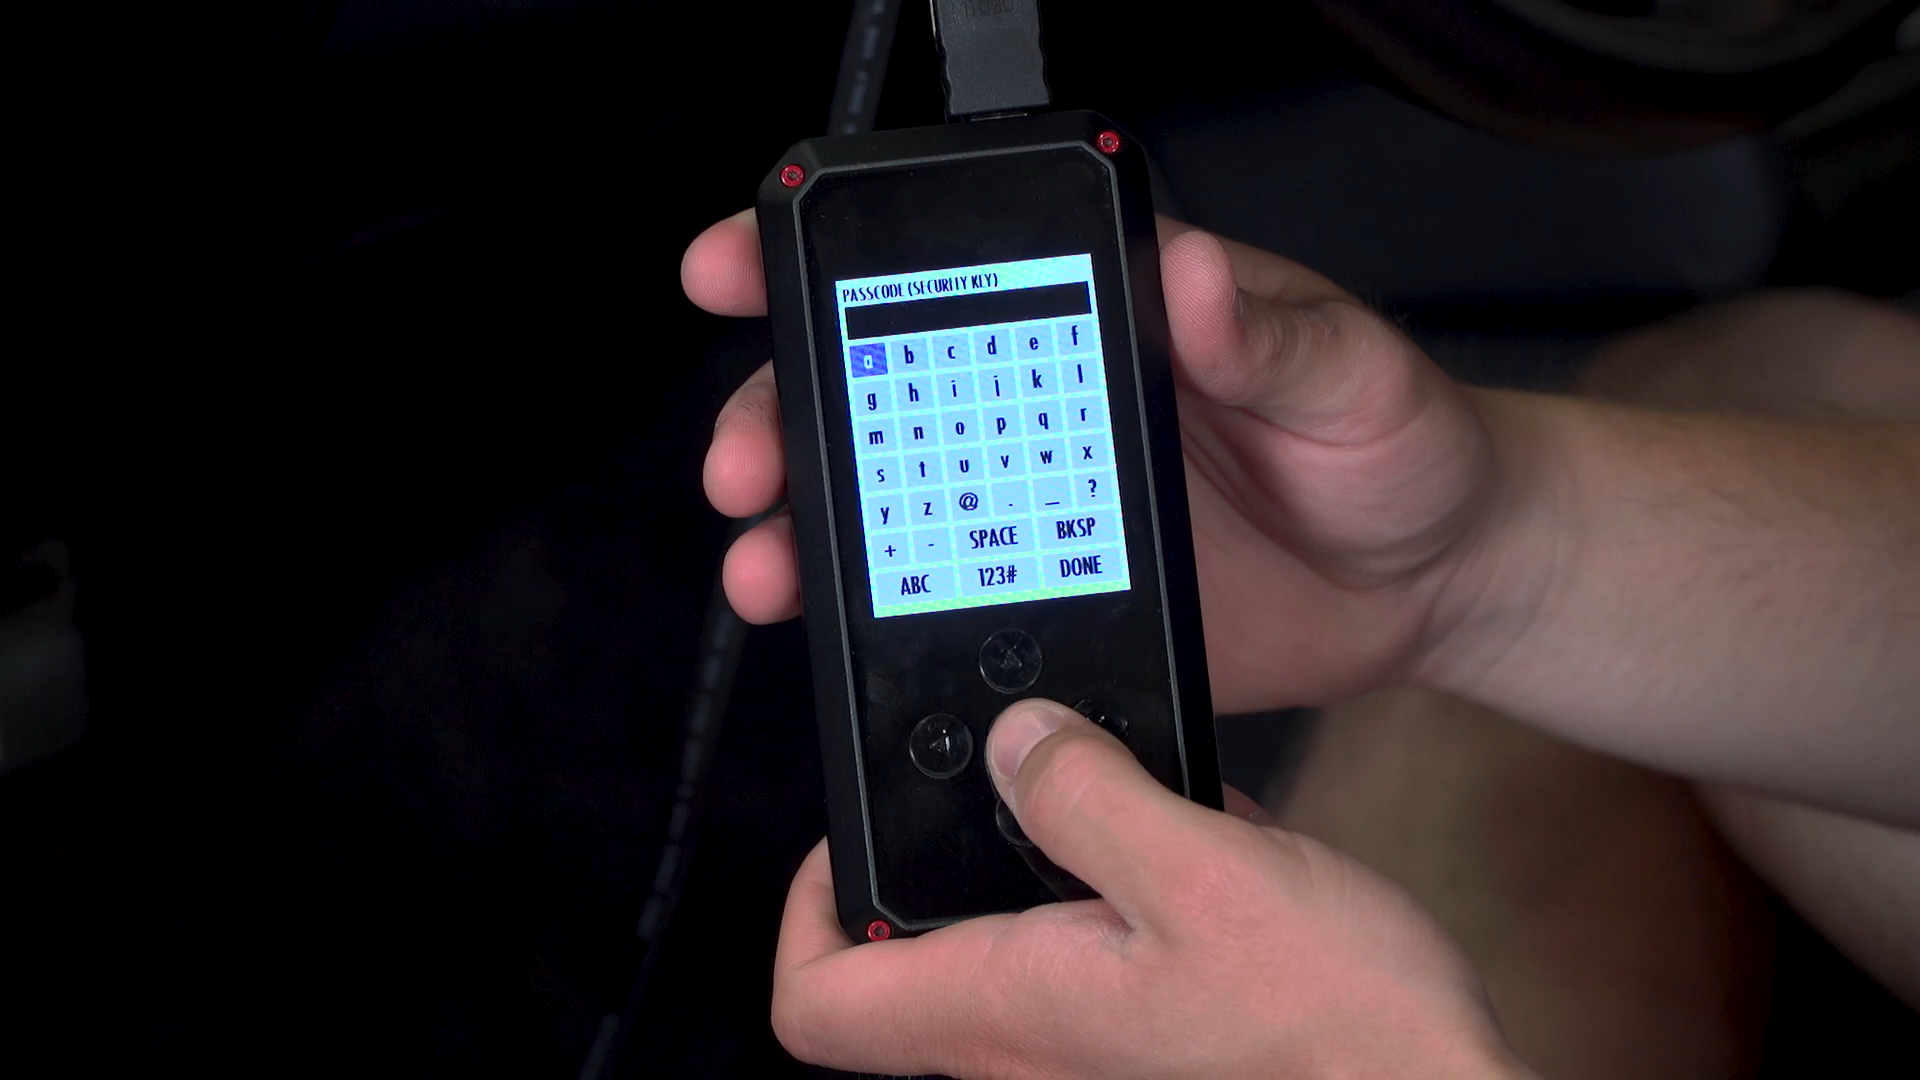 PASSCODE (SECURITY KEY)
a b c d e f
g h i j k l
m n o p q r
s t u v w x
y z @ . _ ?
+ - SPACE BKSP
ABC 123# DONE